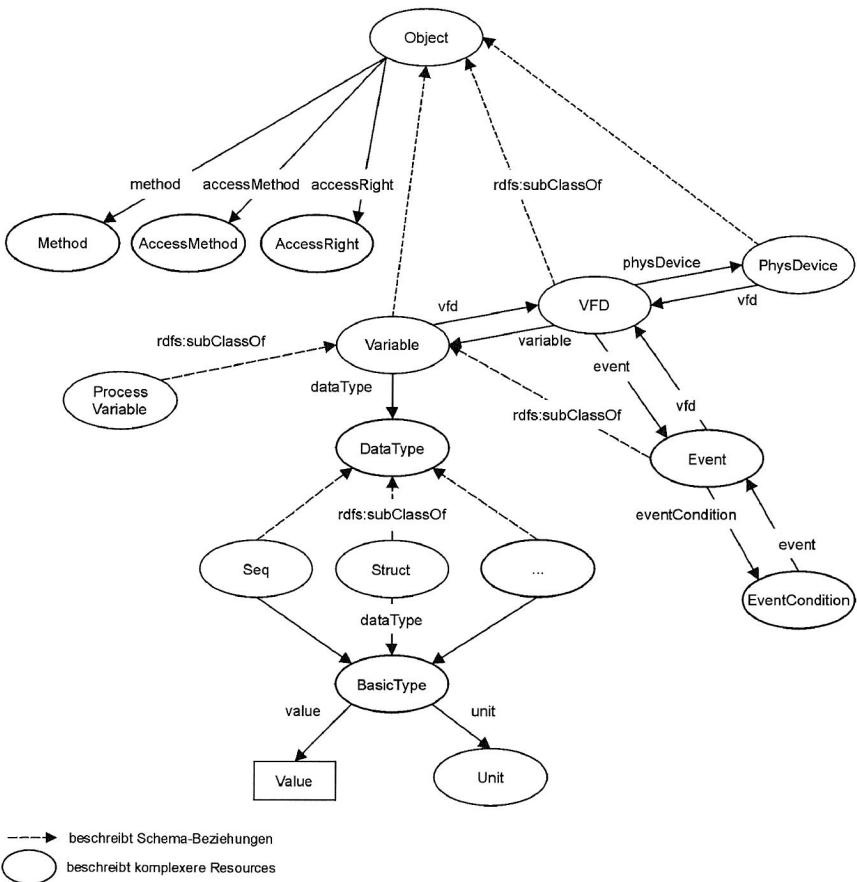 Object
method
accessMethod
accessRight
rdfs:subClassOf
Method
AccessMethod
AccessRight
physDevice
PhysDevice
VFD
vfd
vfd
variable
rdfs:subClassOf
Variable
event
Process
Variable
dataType
vfd
rdfs:subClassOf
DataType
Event
rdfs:subClassOf
eventCondition
event
Seq
Struct
...
EventCondition
dataType
BasicType
value
unit
Value
Unit
beschreibt Schema-Beziehungen
beschreibt komplexere Resources